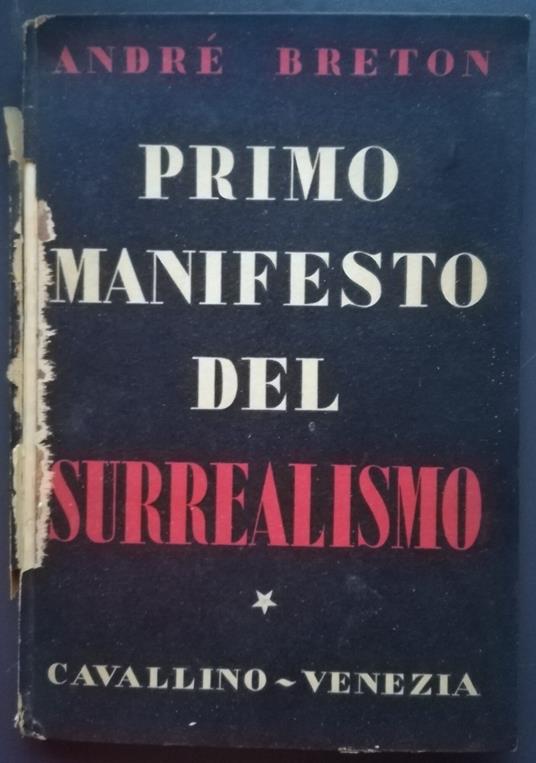 ANDRÉ BRETON
PRIMO
MANIFESTO
DEL
SURREALISMO
CAVALLINO ~ VENEZIA